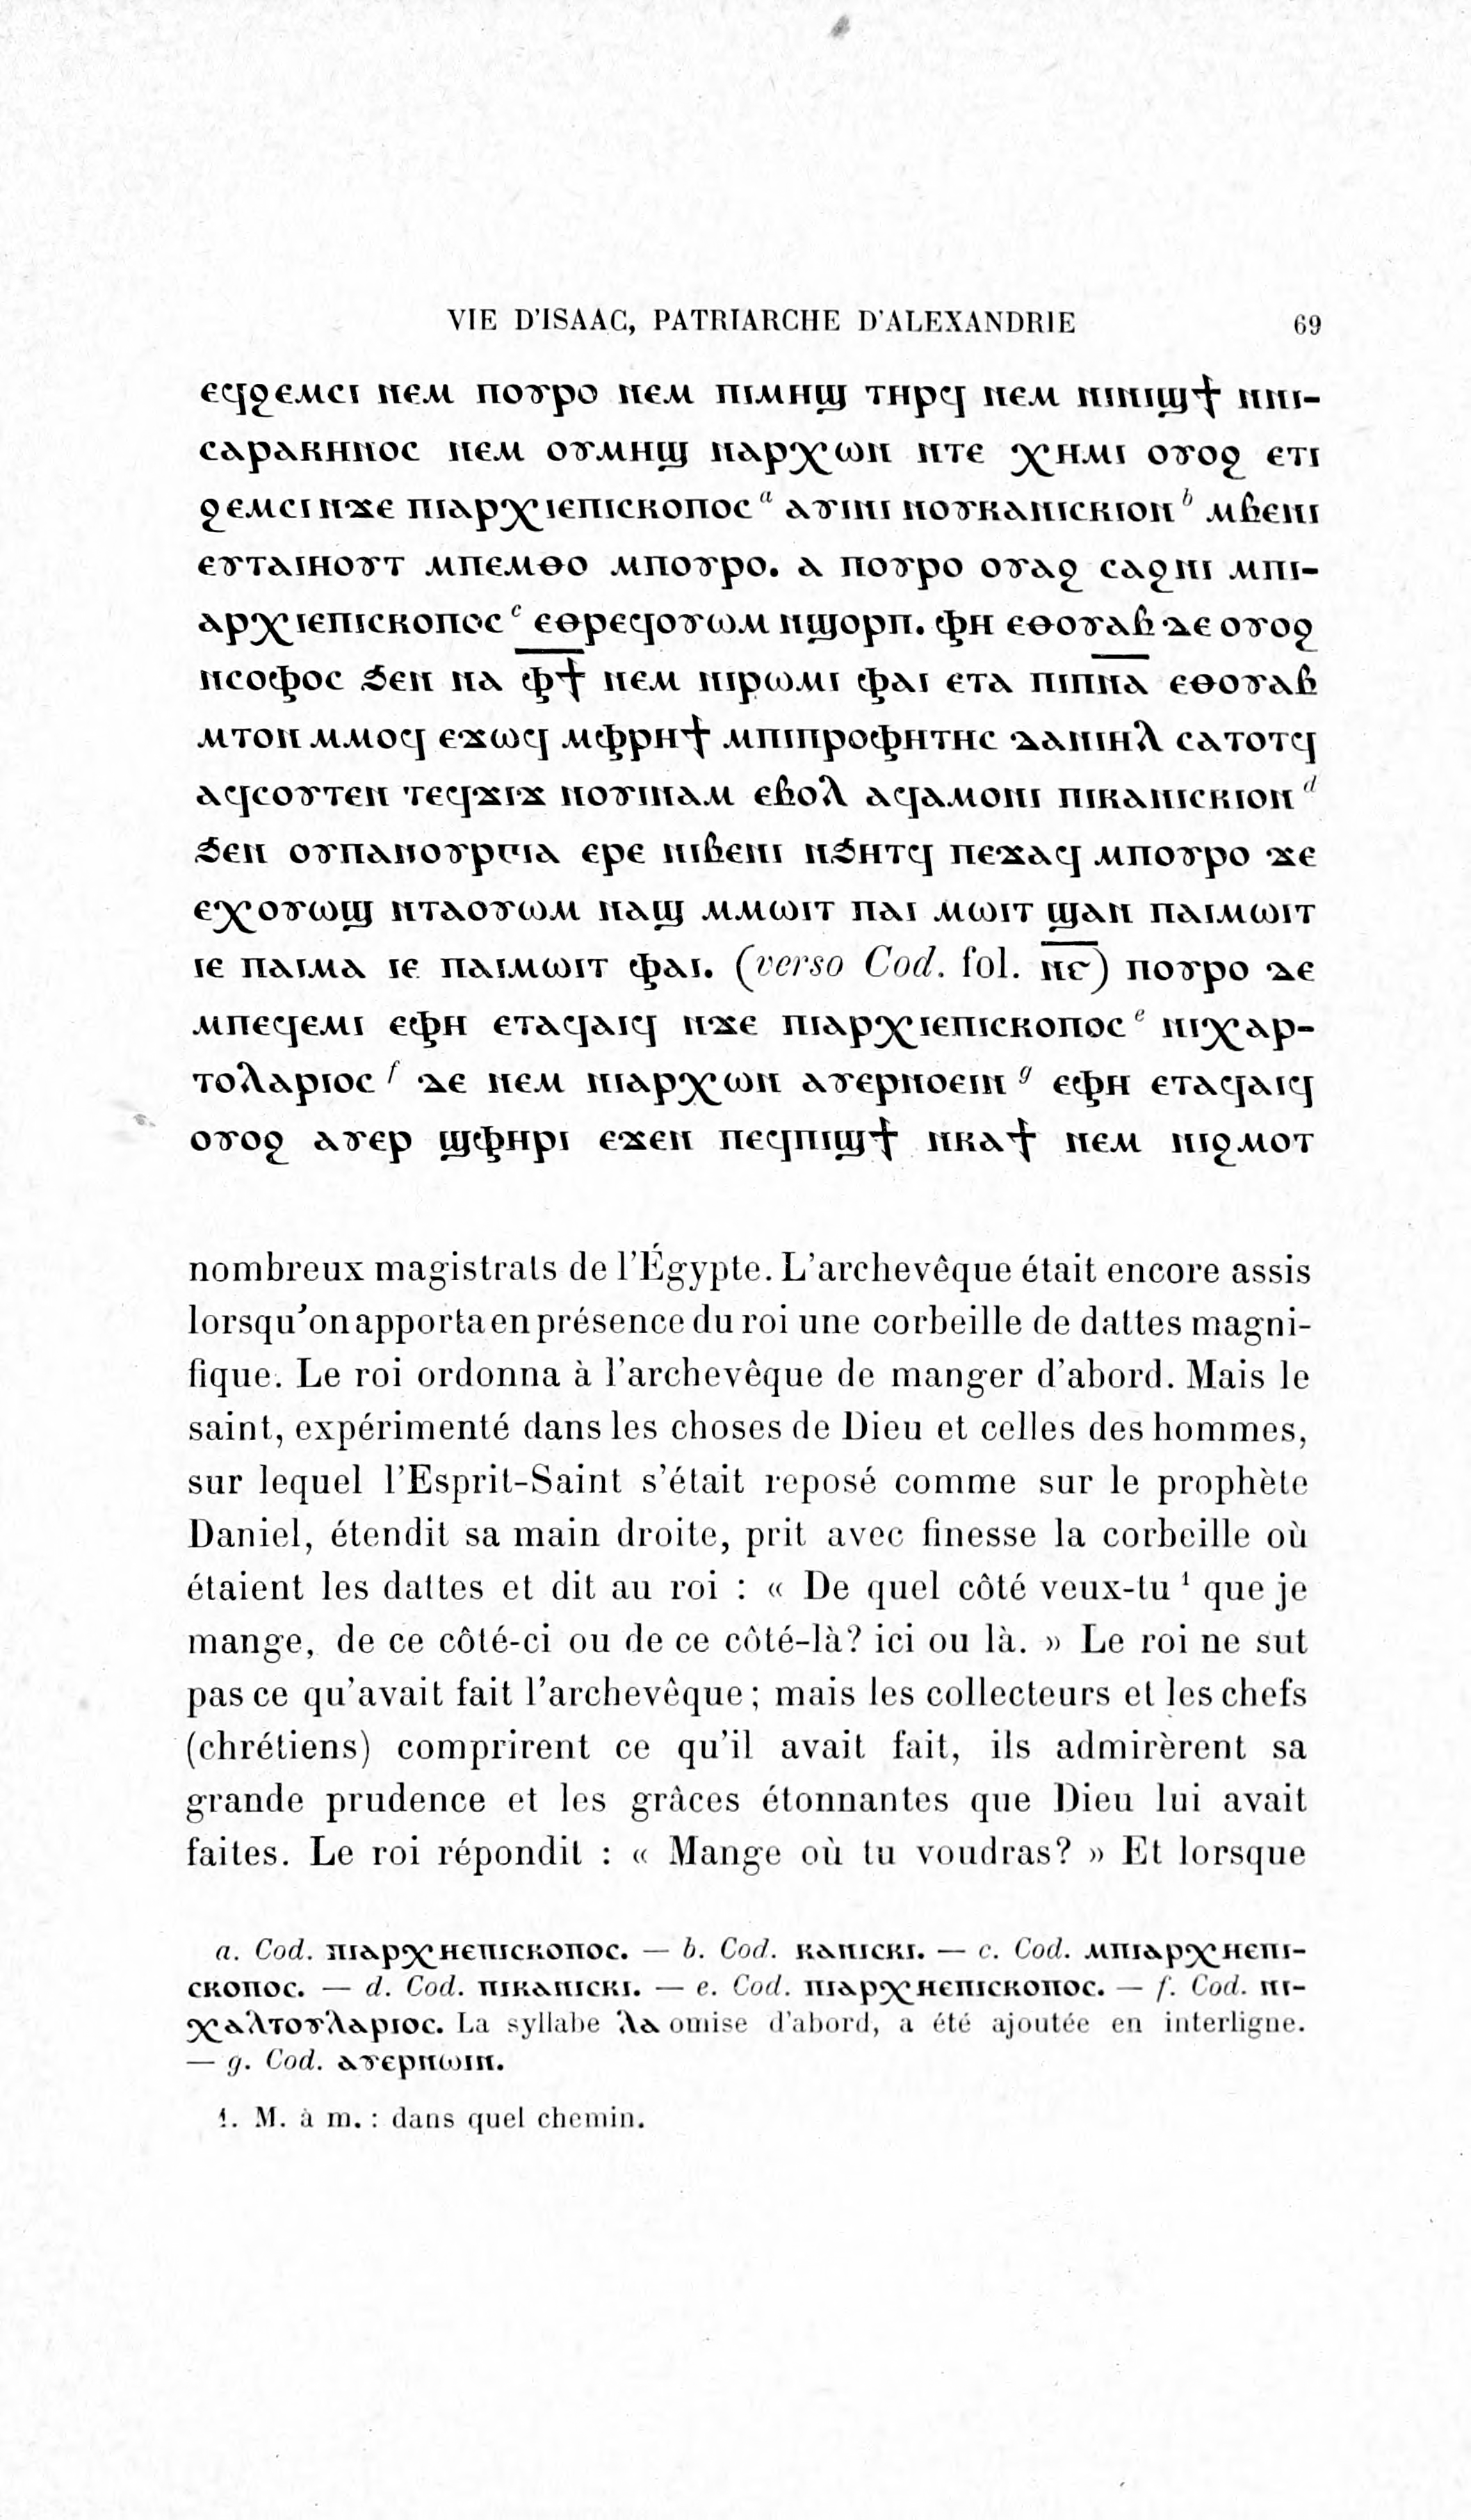 VIE D'ISAAC, PATRIARCHE D'ALEXANDRIE 69
ⲉϥϩⲉⲙⲥⲓ ⲛⲉⲙ ⲡⲟⲩⲣⲟ ⲛⲉⲙ ⲡⲓⲙⲏϣ ⲧⲏⲣϥ ⲛⲉⲙ ⲛⲓⲛⲓϣϯ ⲛⲛⲓ-
ⲥⲁⲣⲁⲕⲏⲛⲟⲥ ⲛⲉⲙ ⲟⲩⲙⲏϣ ⲛⲁⲣⲭⲱⲛ ⲛⲧⲉ ⲭⲏⲙⲓ ⲟⲩⲟϩ ⲉⲧⲓ
ϩⲉⲙⲥⲓ ⲛϫⲉ ⲡⲓⲁⲣⲭⲓⲉⲡⲓⲥⲕⲟⲡⲟⲥ a ⲁⲩⲓⲛⲓ ⲛⲟⲩⲕⲁⲛⲓⲥⲕⲓⲟⲛ b ⲙⲃⲉⲛⲓ
ⲉⲩⲧⲁⲓⲏⲟⲩⲧ ⲙⲡⲉⲙⲑⲟ ⲙⲡⲟⲩⲣⲟ. ⲁ ⲡⲟⲩⲣⲟ ⲟⲩⲁϩ ⲥⲁϩⲛⲓ ⲙⲡⲓ-
ⲁⲣⲭⲓⲉⲡⲓⲥⲕⲟⲡⲟⲥ c ⲉⲑⲣⲉϥⲟⲩⲱⲙ ⲛϣⲟⲣⲡ. ⲫⲏ ⲉⲑⲟⲩⲁⲃ ⲇⲉ ⲟⲩⲟϩ
ⲛⲥⲟⲫⲟⲥ ϧⲉⲛ ⲛⲁ ⲫ̅ϯ̅ ⲛⲉⲙ ⲛⲓⲣⲱⲙⲓ ⲫⲁⲓ ⲉⲧⲁ ⲡⲓⲡ̅ⲛ̅ⲁ̅ ⲉⲑⲟⲩⲁⲃ
ⲙⲧⲟⲛ ⲙⲙⲟϥ ⲉϫⲱϥ ⲙⲫⲣⲏϯ ⲙⲡⲓⲡⲣⲟⲫⲏⲧⲏⲥ ⲇⲁⲛⲓⲏⲗ ⲥⲁⲧⲟⲧϥ
ⲁϥⲥⲟⲩⲧⲉⲛ ⲧⲉϥϫⲓϫ ⲛⲟⲩⲓⲛⲁⲙ ⲉⲃⲟⲗ ⲁϥⲁⲙⲟⲛⲓ ⲡⲓⲕⲁⲛⲓⲥⲕⲓⲟⲛ d
ϧⲉⲛ ⲟⲩⲡⲁⲛⲟⲩⲣⲅⲓⲁ ⲉⲣⲉ ⲛⲓⲃⲉⲛⲓ ⲛϧⲏⲧϥ ⲡⲉϫⲁϥ ⲙⲡⲟⲩⲣⲟ ϫⲉ
ⲉⲭⲟⲩⲱϣ ⲛⲧⲁⲟⲩⲱⲙ ⲛⲁϣ ⲙⲙⲱⲓⲧ ⲡⲁⲓ ⲙⲱⲓⲧ ϣⲁⲛ ⲡⲁⲓⲙⲱⲓⲧ
ⲓⲉ ⲡⲁⲓⲙⲁ ⲓⲉ ⲡⲁⲓⲙⲱⲓⲧ ⲫⲁⲓ. (verso Cod. fol. ⲛ̅ⲋ̅) ⲡⲟⲩⲣⲟ ⲇⲉ
ⲙⲡⲉϥⲉⲙⲓ ⲉⲫⲏ ⲉⲧⲁϥⲁⲓϥ ⲛϫⲉ ⲡⲓⲁⲣⲭⲓⲉⲡⲓⲥⲕⲟⲡⲟⲥ e ⲛⲓⲭⲁⲣ-
ⲧⲟⲗⲁⲣⲓⲟⲥ f ⲇⲉ ⲛⲉⲙ ⲛⲓⲁⲣⲭⲱⲛ ⲁⲩⲉⲣⲛⲟⲉⲓⲛ g ⲉⲫⲏ ⲉⲧⲁϥⲁⲓϥ
ⲟⲩⲟϩ ⲁⲩⲉⲣ ϣⲫⲏⲣⲓ ⲉϫⲉⲛ ⲡⲉϥⲛⲓϣϯ ⲛⲕⲁϯ ⲛⲉⲙ ⲛⲓϩⲙⲟⲧ
nombreux magistrats de l'Égypte. L'archevêque était encore assis
lorsqu'on apporta en présence du roi une corbeille de dattes magni-
fique. Le roi ordonna à l'archevêque de manger d'abord. Mais le
saint, expérimenté dans les choses de Dieu et celles des hommes,
sur lequel l'Esprit-Saint s'était reposé comme sur le prophète
Daniel, étendit sa main droite, prit avec finesse la corbeille où
étaient les dattes et dit au roi : « De quel côté veux-tu ¹ que je
mange, de ce côté-ci ou de ce côté-là? ici ou là. » Le roi ne sut
pas ce qu'avait fait l'archevêque; mais les collecteurs et les chefs
(chrétiens) comprirent ce qu'il avait fait, ils admirèrent sa
grande prudence et les grâces étonnantes que Dieu lui avait
faites. Le roi répondit : « Mange où tu voudras? » Et lorsque
a. Cod. ⲡⲓⲁⲣⲭⲏⲉⲡⲓⲥⲕⲟⲡⲟⲥ. — b. Cod. ⲕⲁⲛⲓⲥⲕⲓ. — c. Cod. ⲙⲡⲓⲁⲣⲭⲏⲉⲡⲓ-
ⲥⲕⲟⲡⲟⲥ. — d. Cod. ⲡⲓⲕⲁⲛⲓⲥⲕⲓ. — e. Cod. ⲡⲓⲁⲣⲭⲏⲉⲡⲓⲥⲕⲟⲡⲟⲥ. — f. Cod. ⲛⲓ-
ⲭⲁⲗⲧⲟⲩⲗⲁⲣⲓⲟⲥ. La syllabe ⲗⲁ omise d'abord, a été ajoutée en interligne.
— g. Cod. ⲁⲩⲉⲣⲛⲱⲓⲛ.
1. M. à m. : dans quel chemin.